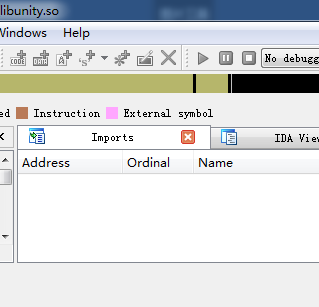 libunity.so
Windows Help
No debugg
ed Instruction External symbol
Imports IDA View
Address Ordinal Name